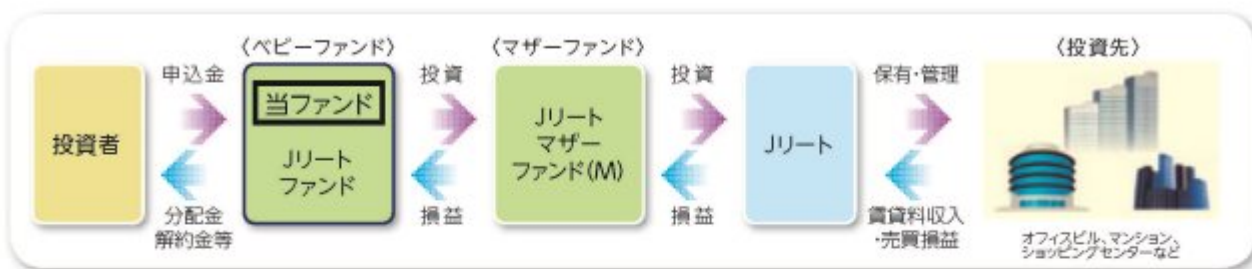 〈ベビーファンド〉
〈マザーファンド〉
〈投資先〉
投資者
申込金
分配金
解約金等
当ファンド
Jリート
ファンド
投資
損益
Jリート
マザー
ファンド(M)
投資
損益
Jリート
保有・管理
賃貸料収入
・売買損益
オフィスビル、マンション、
ショッピングセンターなど